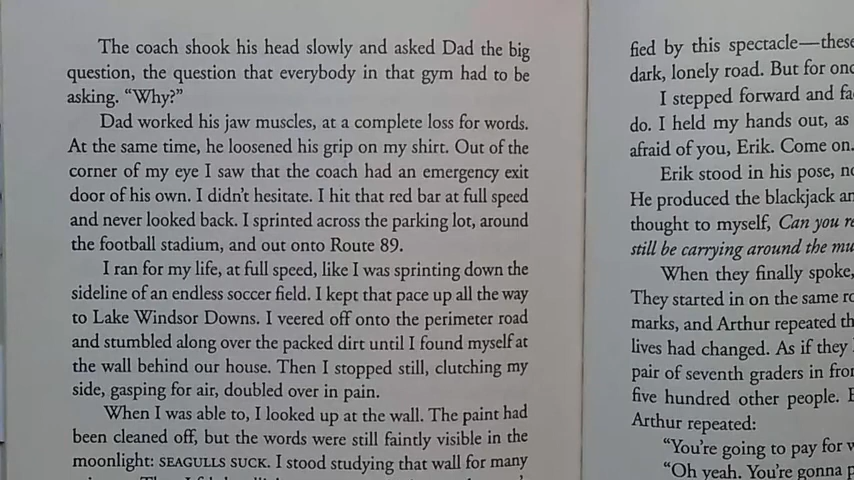 The coach shook his head slowly and asked Dad the big
question, the question that everybody in that gym had to be
asking. “Why?”
Dad worked his jaw muscles, at a complete loss for words.
At the same time, he loosened his grip on my shirt. Out of the
corner of my eye I saw that the coach had an emergency exit
door of his own. I didn’t hesitate. I hit that red bar at full speed
and never looked back. I sprinted across the parking lot, around
the football stadium, and out onto Route 89.
I ran for my life, at full speed, like I was sprinting down the
sideline of an endless soccer field. I kept that pace up all the way
to Lake Windsor Downs. I veered off onto the perimeter road
and stumbled along over the packed dirt until I found myself at
the wall behind our house. Then I stopped still, clutching my
side, gasping for air, doubled over in pain.
When I was able to, I looked up at the wall. The paint had
been cleaned off, but the words were still faintly visible in the
moonlight: SEAGULLS SUCK. I stood studying that wall for many
fied by this spectacle—these
dark, lonely road. But for
I stepped forward and
do. I held my hands out, as
afraid of you, Erik. Come on.
Erik stood in his pose,
He produced the blackjack
thought to myself, Can you
still be carrying around the
When they finally spoke,
They started in on the same
marks, and Arthur repeated
lives had changed. As if they
pair of seventh graders in
five hundred other people.
Arthur repeated:
“You’re going to pay for
“Oh yeah. You’re gonna